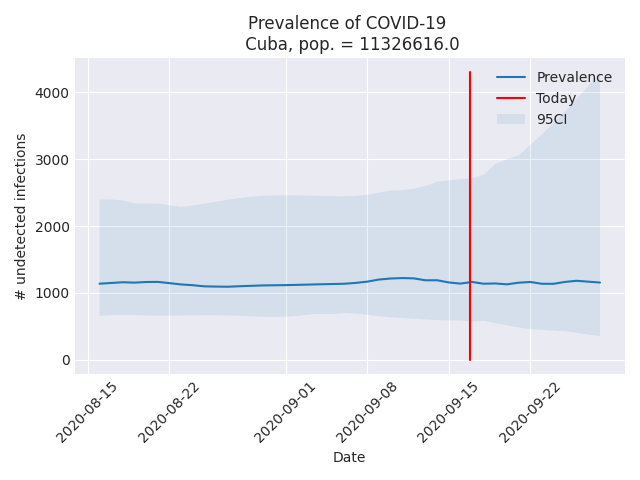 Prevalence of COVID-19
Cuba, pop. = 11326616.0
# undetected infections
4000
3000
2000
1000
0
Prevalence
Today
95CI
2020-08-15
2020-08-22
2020-09-01
2020-09-08
2020-09-15
2020-09-22
Date